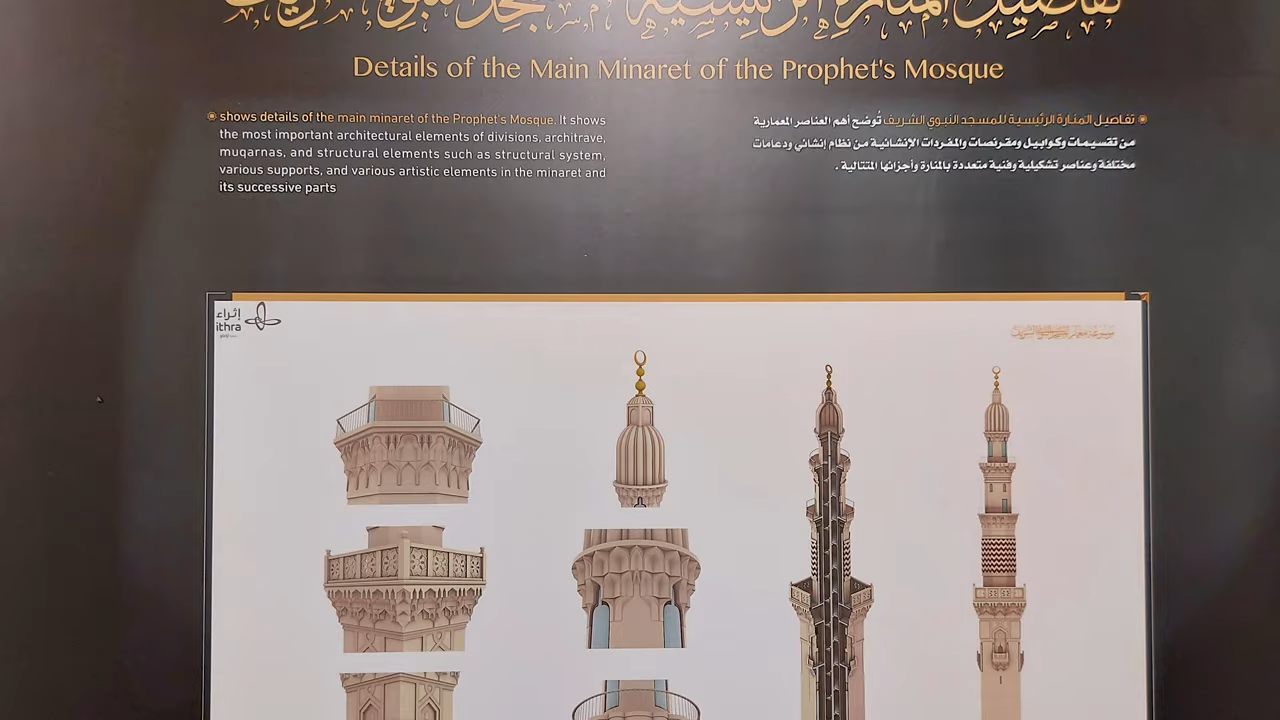 تفاصيل المنارة الرئيسية
Details of the Main Minaret of the Prophet's Mosque
shows details of the main minaret of the Prophet's Mosque. It shows
the most important architectural elements of divisions, architrave,
muqarnas, and structural elements such as structural system,
various supports, and various artistic elements in the minaret and
its successive parts
تفاصيل المنارة الرئيسية للمسجد النبوي الشريف تُوضح أهم العناصر المعمارية
من تقسيمات وكوابيل ومقرنصات والمفردات الإنشائية من نظام إنشائي ودعامات
مختلفة وعناصر تشكيلية وفنية متعددة بالمنارة وأجزائها المتتالية .
إثراء
ithra